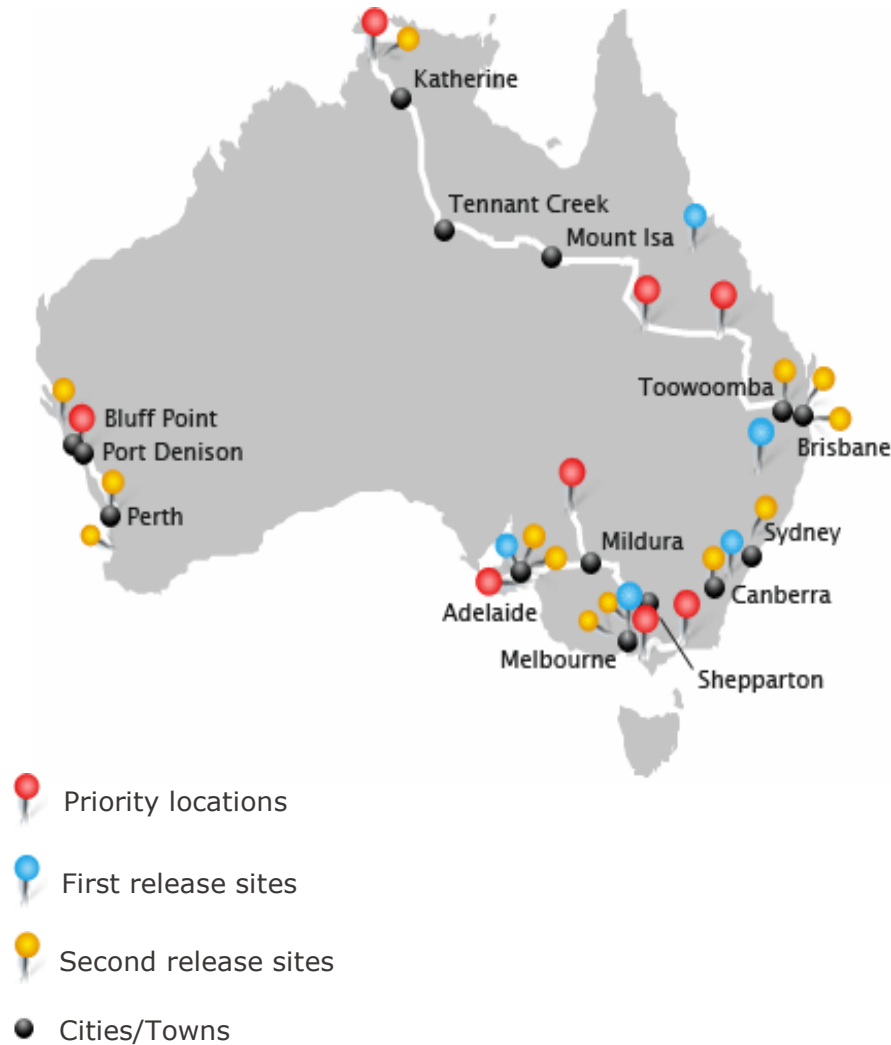 Katherine
Tennant Creek
Mount Isa
Toowoomba
Bluff Point
Brisbane
Port Denison
Perth
Sydney
Mildura
Canberra
Adelaide
Melbourne
Shepparton
Priority locations
First release sites
Second release sites
Cities/Towns